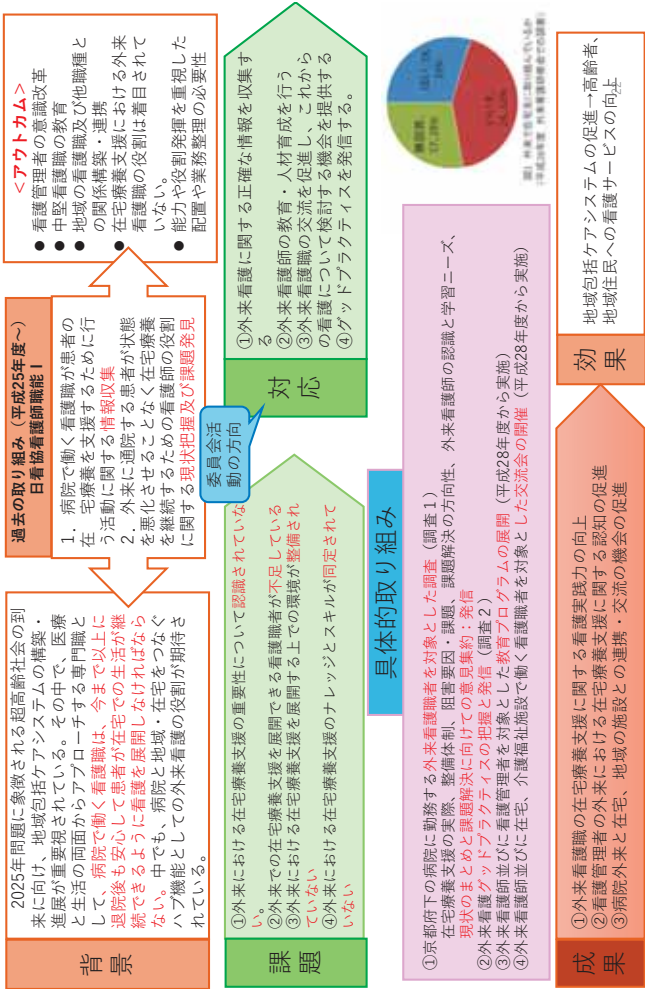 背景
2025年問題に象徴される超高齢社会の到
来に向け、地域包括ケアシステムの構築・
進展が重要視されている。その中で、医療
と生活の両面からアプローチする専門職と
して、病院で働く看護職は、今まで以上に
退院後も安心して患者が在宅での生活が継
続できるように看護を展開しなければなら
ない。中でも、病院と地域・在宅をつなぐ
ハブ機能としての外来看護の役割が期待さ
れている。
過去の取り組み（平成25年度～）
日看協看護師職能Ⅰ
1．病院で働く看護職が患者の
在宅療養を支援するために行
う活動に関する情報収集
2．外来に通院する患者が状態
を悪化させることなく在宅療養
を継続するための看護師の役割
に関する現状把握及び課題発見
＜アウトカム＞
● 看護管理者の意識改革
● 中堅看護職の教育
● 地域の看護職及び他職種と
の関係構築・連携
● 在宅療養支援における外来
看護職の役割は着目されて
いない。
● 能力や役割発揮を重視した
配置や業務整理の必要性
課題
①外来における在宅療養支援の重要性について認識されていな
い。
②外来での在宅療養支援を展開できる看護職者が不足している
③外来における在宅療養支援を展開する上での環境が整備され
ていない
④外来における在宅療養支援のナレッジとスキルが同定されて
いない
委員会活
動の方向
対応
①外来看護に関する正確な情報を収集す
る
②外来看護師の教育・人材育成を行う
③外来看護職の交流を促進し、これから
の看護について検討する機会を提供する
④グッドプラクティスを発信する。
具体的取り組み
①京都府下の病院に勤務する外来看護職者を対象とした調査（調査１）
在宅療養支援の実際、整備体制、阻害要因・課題、課題解決の方向性、外来看護師の認識と学習ニーズ、
現状のまとめと課題解決に向けての意見集約：発信
②外来看護グッドプラクティスの把握と発信（調査２）
③外来看護師並びに看護管理者を対象とした教育プログラムの展開（平成28年度から実施）
④外来看護師並びに在宅、介護福祉施設で働く看護職者を対象とした交流会の開催（平成28年度から実施）
成果
①外来看護職の在宅療養支援に関する看護実践力の向上
②看護管理者の外来における在宅療養支援に関する認知の促進
③病院外来と在宅、地域の施設との連携・交流の機会の促進
効果
地域包括ケアシステムの促進→高齢者、
地域住民への看護サービスの向上